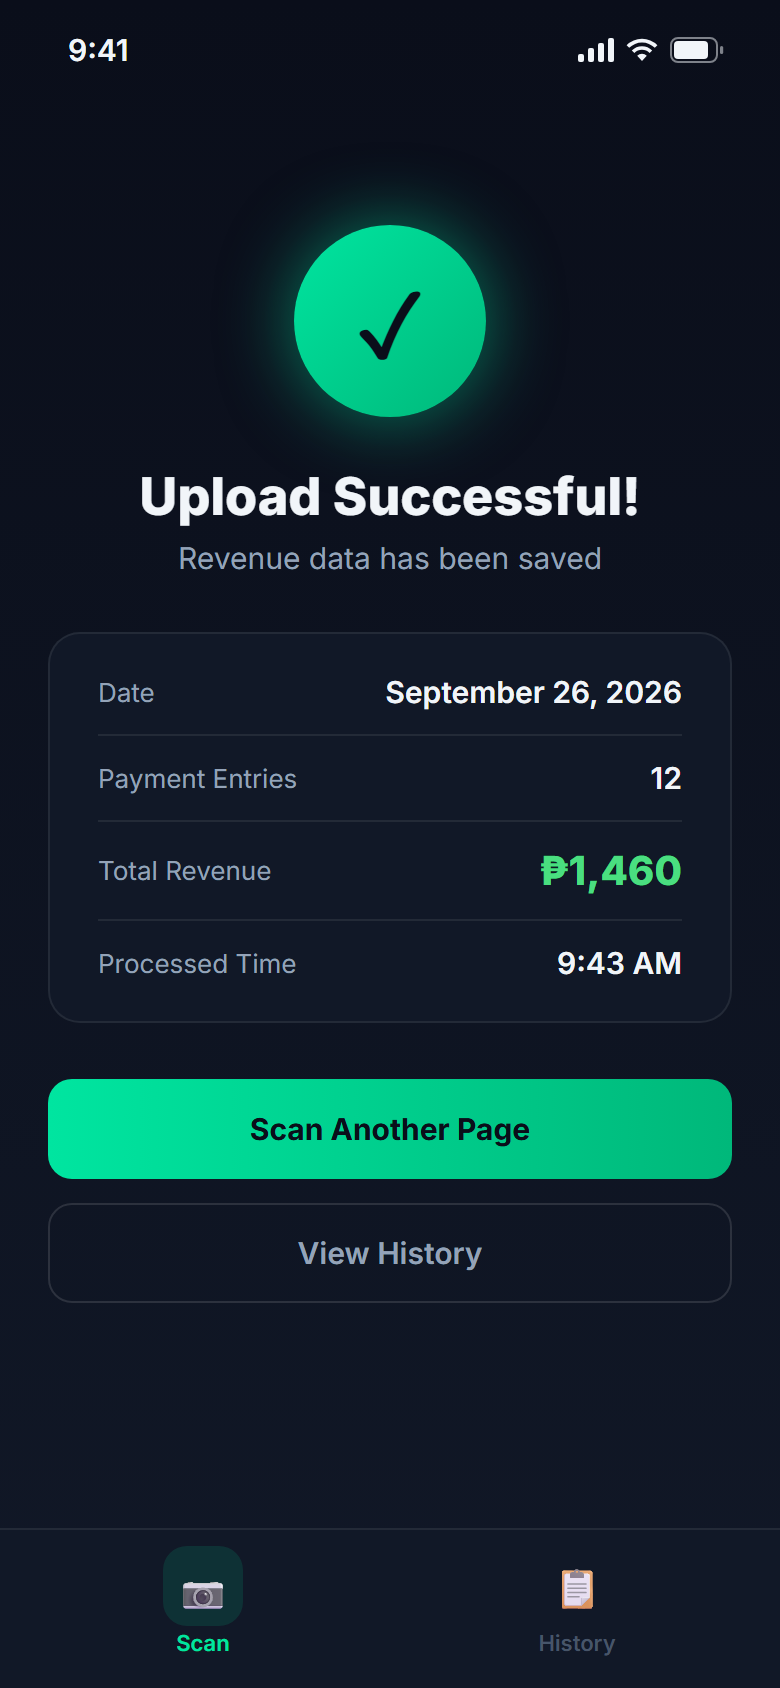 9:41
Upload Successful!
Revenue data has been saved
Date September 26, 2026
Payment Entries 12
Total Revenue ₱1,460
Processed Time 9:43 AM
Scan Another Page
View History
Scan History